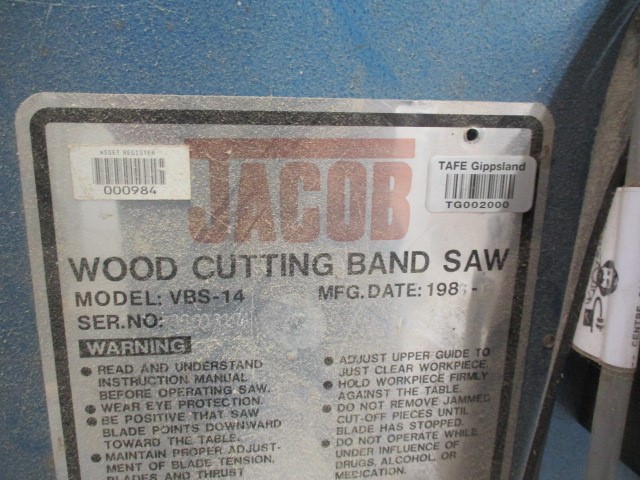 ASSET REGISTER
000984
JACOB
TAFE Gippsland
TG002000
WOOD CUTTING BAND SAW
MODEL: VBS-14
MFG.DATE: 198
SER.NO:
WARNING
● READ AND UNDERSTAND
INSTRUCTION MANUAL
BEFORE OPERATING SAW.
● WEAR EYE PROTECTION.
● BE POSITIVE THAT SAW
BLADE POINTS DOWNWARD
TOWARD THE TABLE.
● MAINTAIN PROPER ADJUST-
MENT OF BLADE TENSION,
BLADES AND THRUST
● ADJUST UPPER GUIDE TO
JUST CLEAR WORKPIECE.
● HOLD WORKPIECE FIRMLY
AGAINST THE TABLE.
● DO NOT REMOVE JAMMED
CUT-OFF PIECES UNTIL
BLADE HAS STOPPED.
● DO NOT OPERATE WHILE
UNDER INFLUENCE OF
DRUGS, ALCOHOL, OR
MEDICATION.